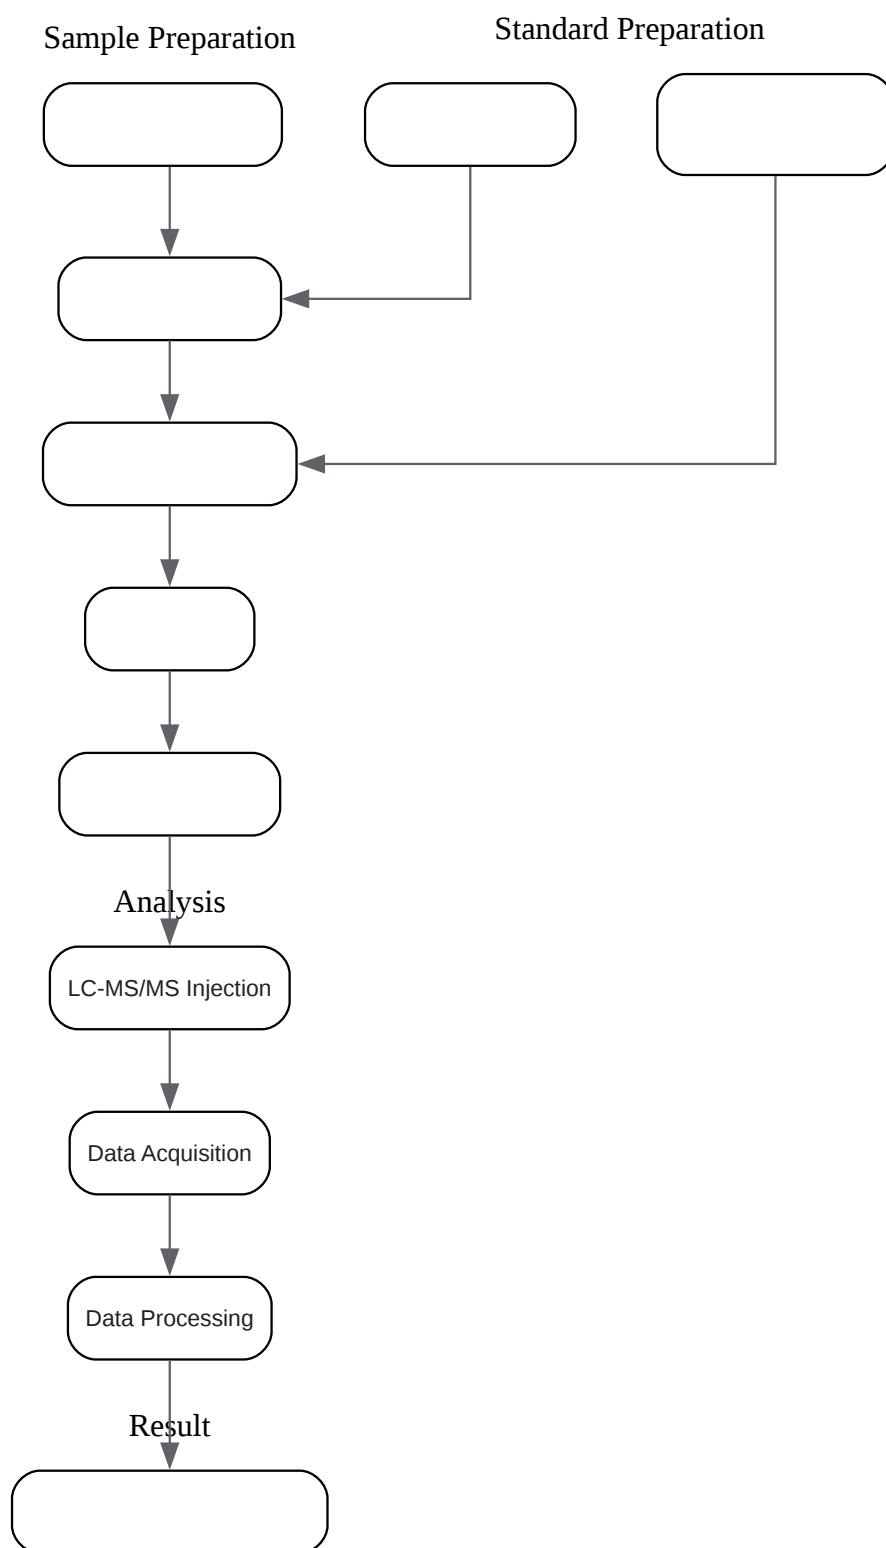 Sample Preparation
Standard Preparation
Analysis
LC-MS/MS Injection
Data Acquisition
Data Processing
Result